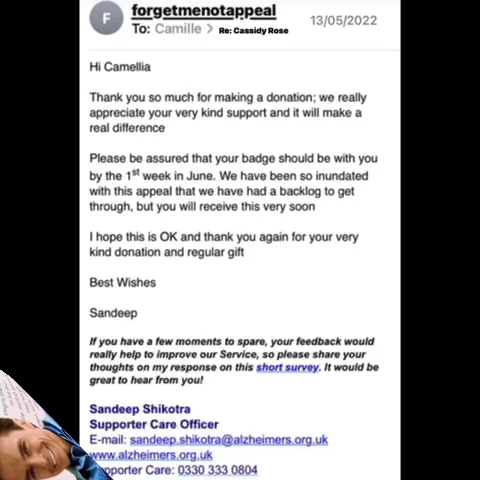 F
forgetmenotappeal
13/05/2022
To: Camille > Re: Cassidy Rose
Hi Camellia
Thank you so much for making a donation; we really
appreciate your very kind support and it will make a
real difference
Please be assured that your badge should be with you
by the 1st week in June. We have been so inundated
with this appeal that we have had a backlog to get
through, but you will receive this very soon
I hope this is OK and thank you again for your very
kind donation and regular gift
Best Wishes
Sandeep
If you have a few moments to spare, your feedback would
really help to improve our Service, so please share your
thoughts on my response on this short survey. It would be
great to hear from you!
Sandeep Shikotra
Supporter Care Officer
E-mail: sandeep.shikotra@alzheimers.org.uk
www.alzheimers.org.uk
pporter Care: 0330 333 0804